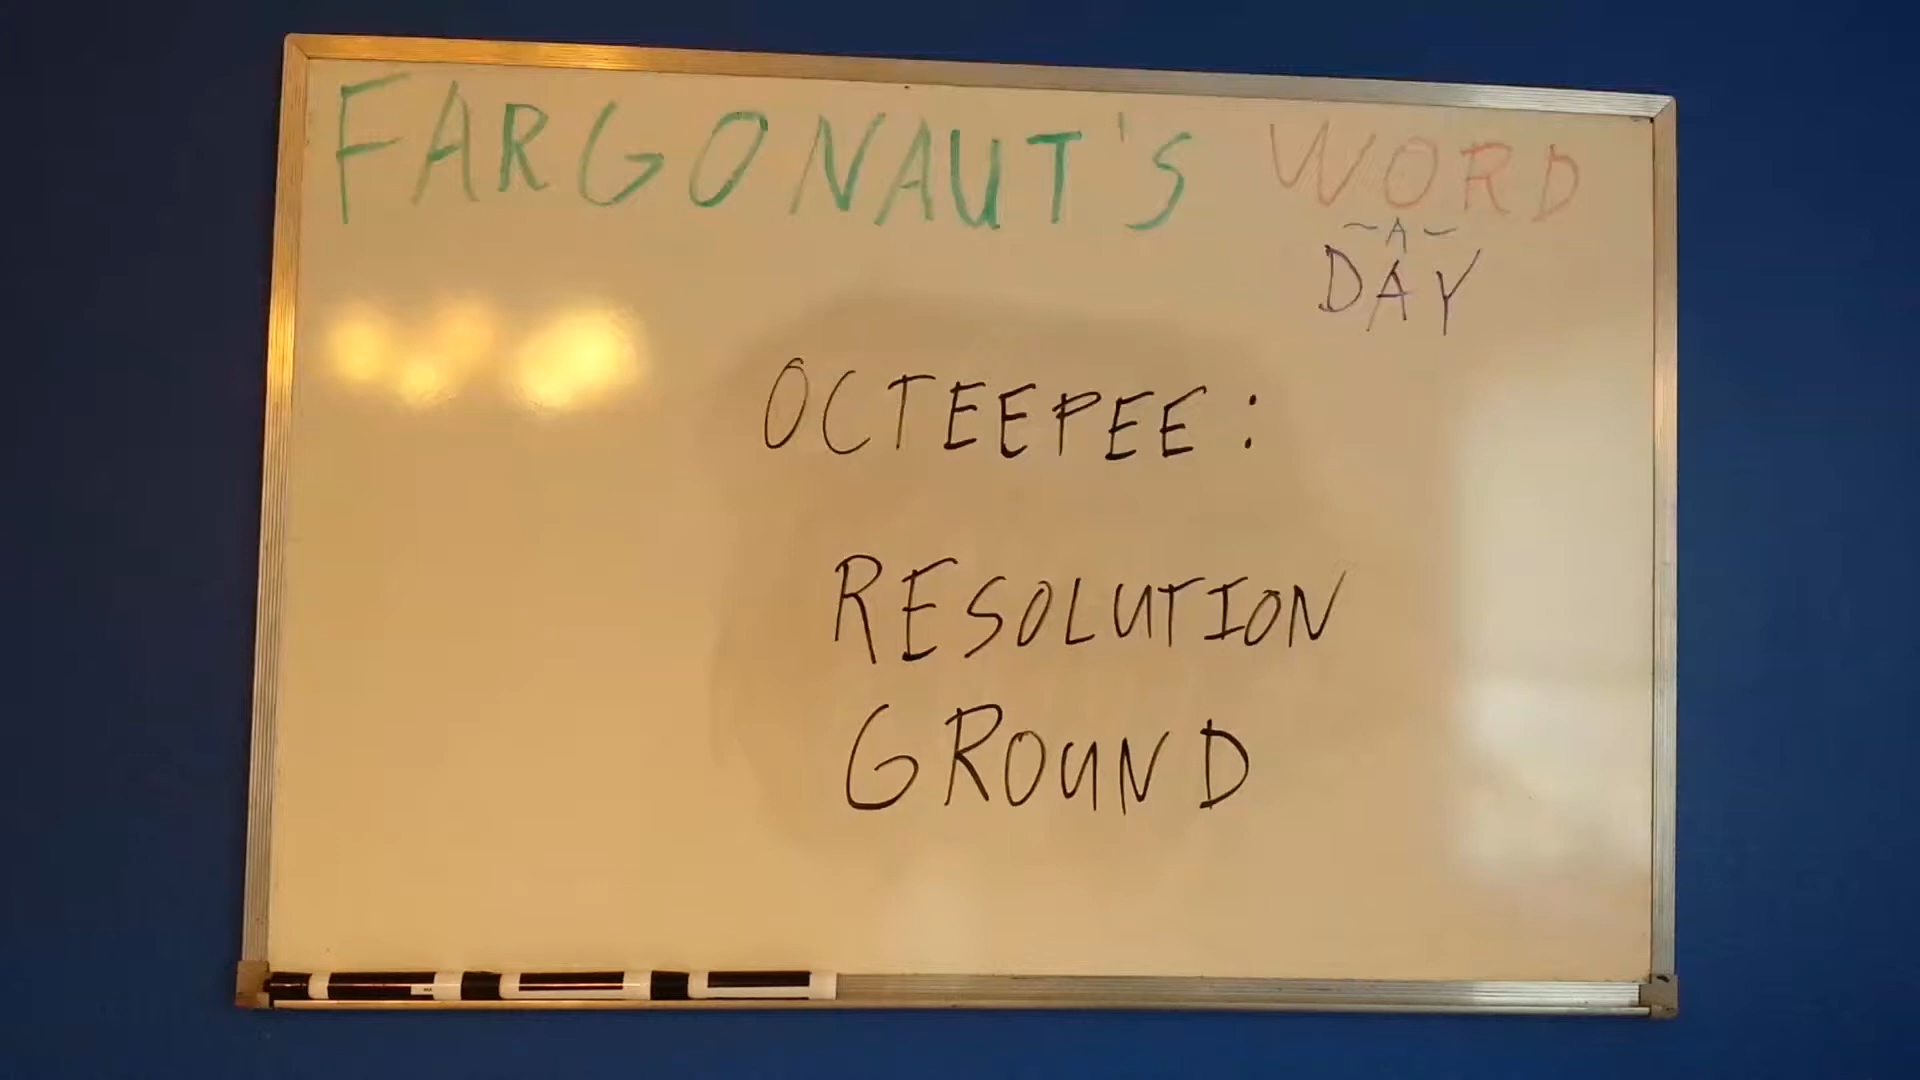 FARGONAUT'S WORD
~A~
DAY
OCTEEPEE:
RESOLUTION
GROUND